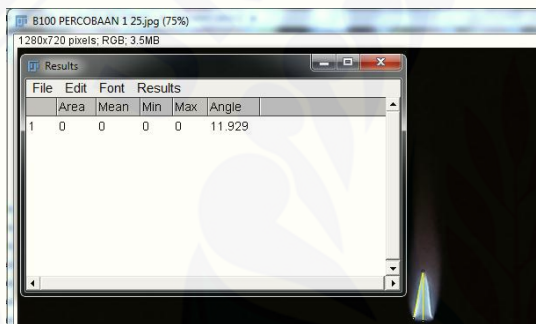 B100 PERCOBAAN 1 25.jpg (75%)
1280x720 pixels; RGB; 3.5MB
Results
File Edit Font Results
Area Mean Min Max Angle
1 0 0 0 0 11.929